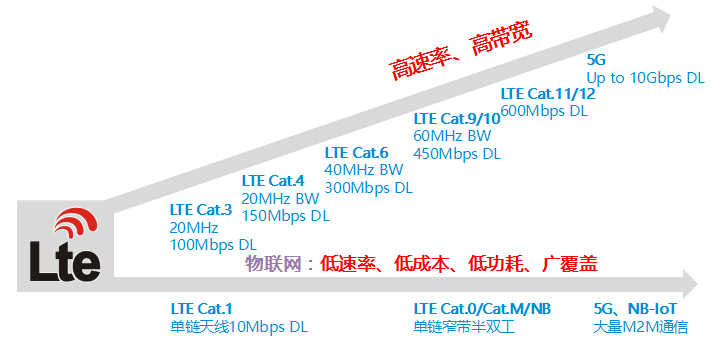 高速率、高带宽
5G
Up to 10Gbps DL
LTE Cat.11/12
600Mbps DL
LTE Cat.9/10
60MHz BW
450Mbps DL
LTE Cat.6
40MHz BW
300Mbps DL
LTE Cat.4
20MHz BW
150Mbps DL
LTE Cat.3
20MHz
100Mbps DL
Lte
物联网：低速率、低成本、低功耗、广覆盖
LTE Cat.1
单链天线10Mbps DL
LTE Cat.0/Cat.M/NB
单链窄带半双工
5G、NB-IoT
大量M2M通信